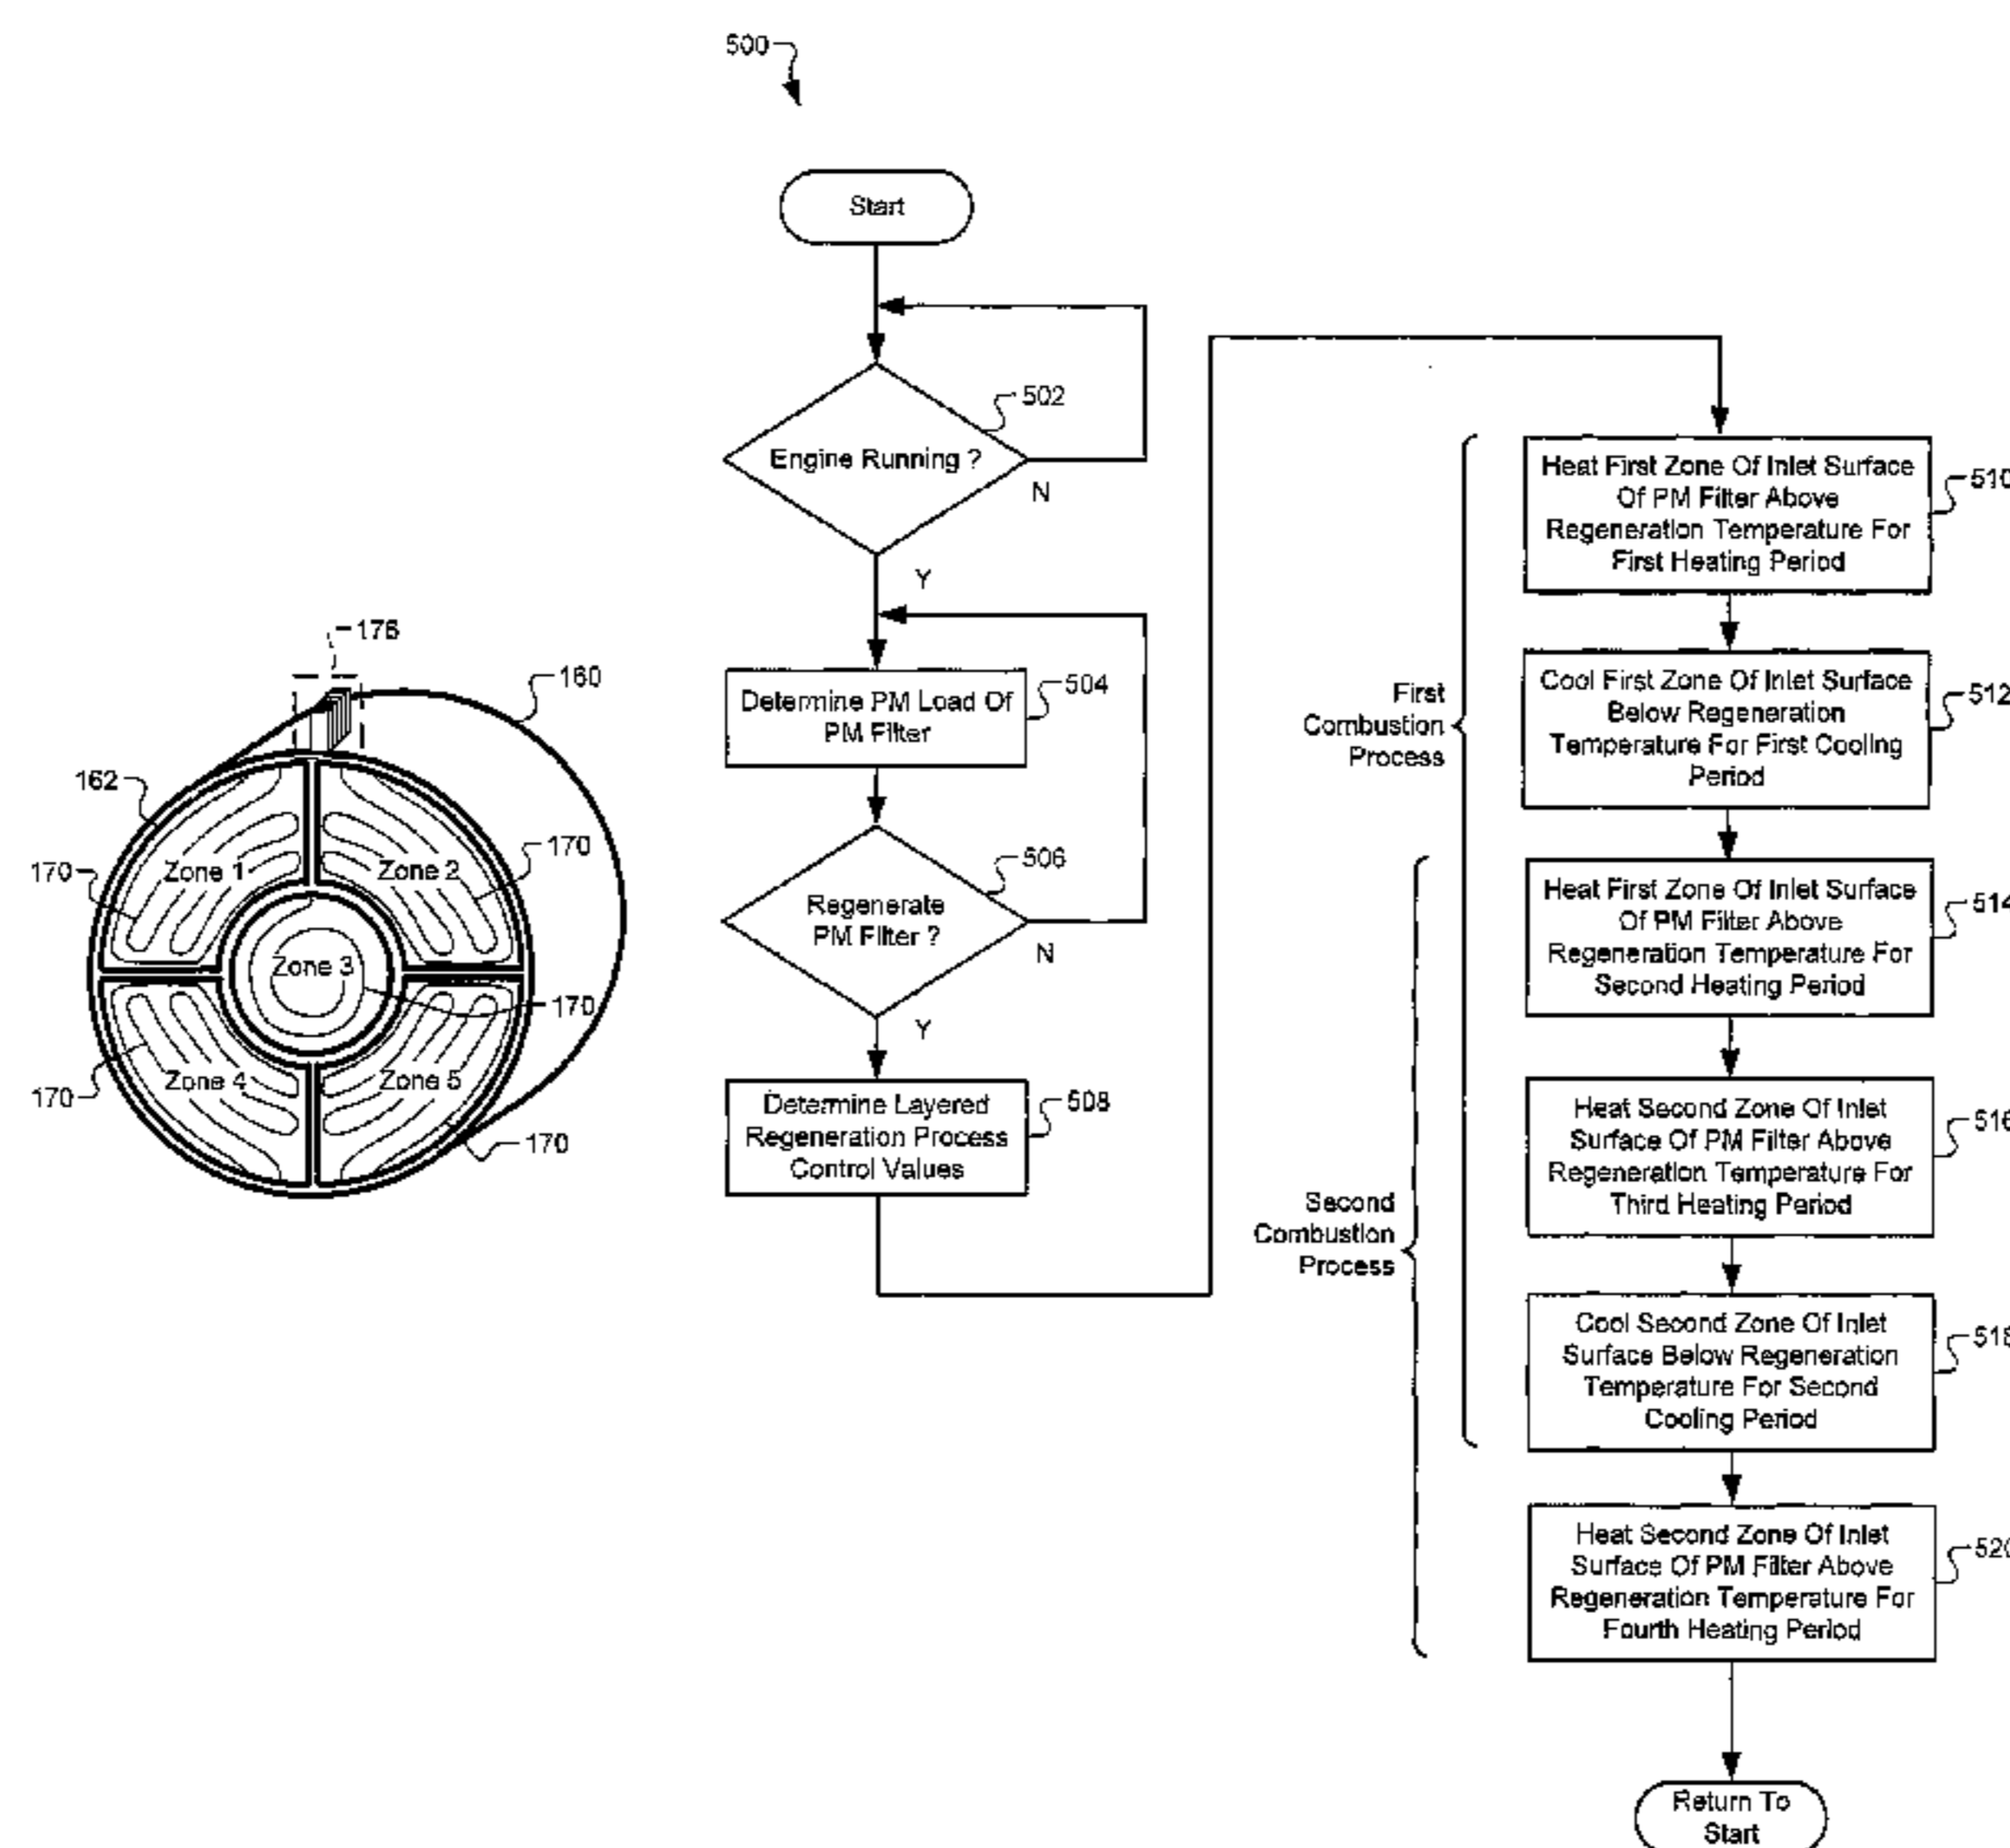 500
Start
502
Engine Running ?
N
Y
504
Determine PM Load Of
PM Filter
506
Regenerate
PM Filter ?
N
Y
508
Determine Layered
Regeneration Process
Control Values
176
160
162
170
Zone 1
Zone 2
170
Zone 3
170
170
Zone 4
Zone 5
170
First
Combustion
Process
Second
Combustion
Process
Heat First Zone Of Inlet Surface
Of PM Filter Above
Regeneration Temperature For
First Heating Period
510
Cool First Zone Of Inlet Surface
Below Regeneration
Temperature For First Cooling
Period
512
Heat First Zone Of Inlet Surface
Of PM Filter Above
Regeneration Temperature For
Second Heating Period
514
Heat Second Zone Of Inlet
Surface Of PM Filter Above
Regeneration Temperature For
Third Heating Period
516
Cool Second Zone Of Inlet
Surface Below Regeneration
Temperature For Second
Cooling Period
518
Heat Second Zone Of Inlet
Surface Of PM Filter Above
Regeneration Temperature For
Fourth Heating Period
520
Return To
Start